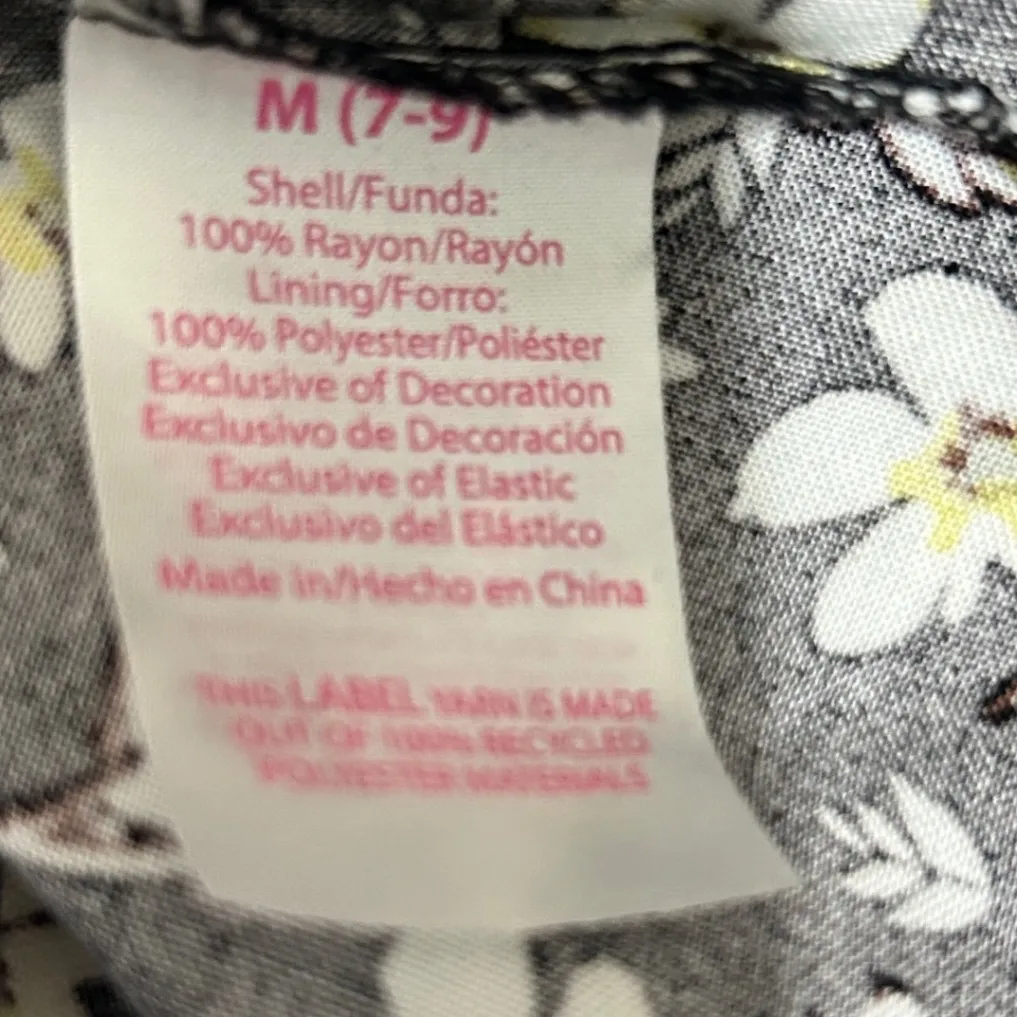 M (7-9)
Shell/Funda:
100% Rayon/Rayón
Lining/Forro:
100% Polyester/Poliéster
Exclusive of Decoration
Exclusivo de Decoración
Exclusive of Elastic
Exclusivo del Elástico
Made in/Hecho en China
THIS LABEL YARN IS MADE
OUT OF 100% RECYCLED
POLYESTER MATERIALS